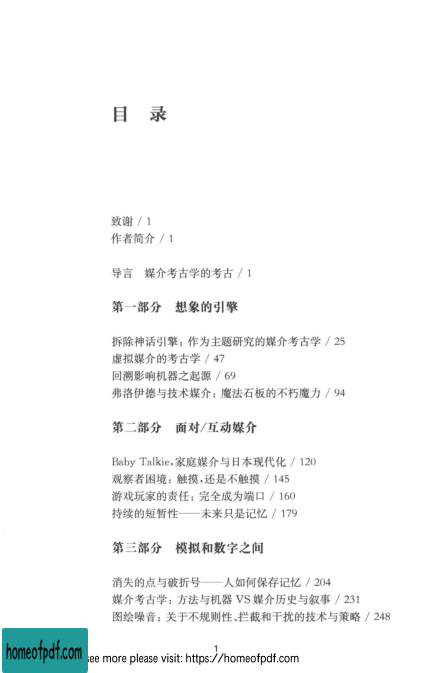 目 录
致谢 / 1
作者简介 / 1
导言 媒介考古学的考古 / 1
第一部分 想象的引擎
拆除神话引擎：作为主题研究的媒介考古学 / 25
虚拟媒介的考古学 / 47
回溯影响机器之起源 / 69
弗洛伊德与技术媒介：魔法石板的不朽魔力 / 94
第二部分 面对/互动媒介
Baby Talkie，家庭媒介与日本现代化 / 120
观察者困境：触摸，还是不触摸 / 145
游戏玩家的责任：完全成为端口 / 160
持续的短暂性——未来只是记忆 / 179
第三部分 模拟和数字之间
消失的点与破折号——人如何保存记忆 / 204
媒介考古学：方法与机器 VS 媒介历史与叙事 / 231
图绘噪音：关于不规则性、拦截和干扰的技术与策略 / 248
1
homeofpdf.com
see more please visit: https://homeofpdf.com